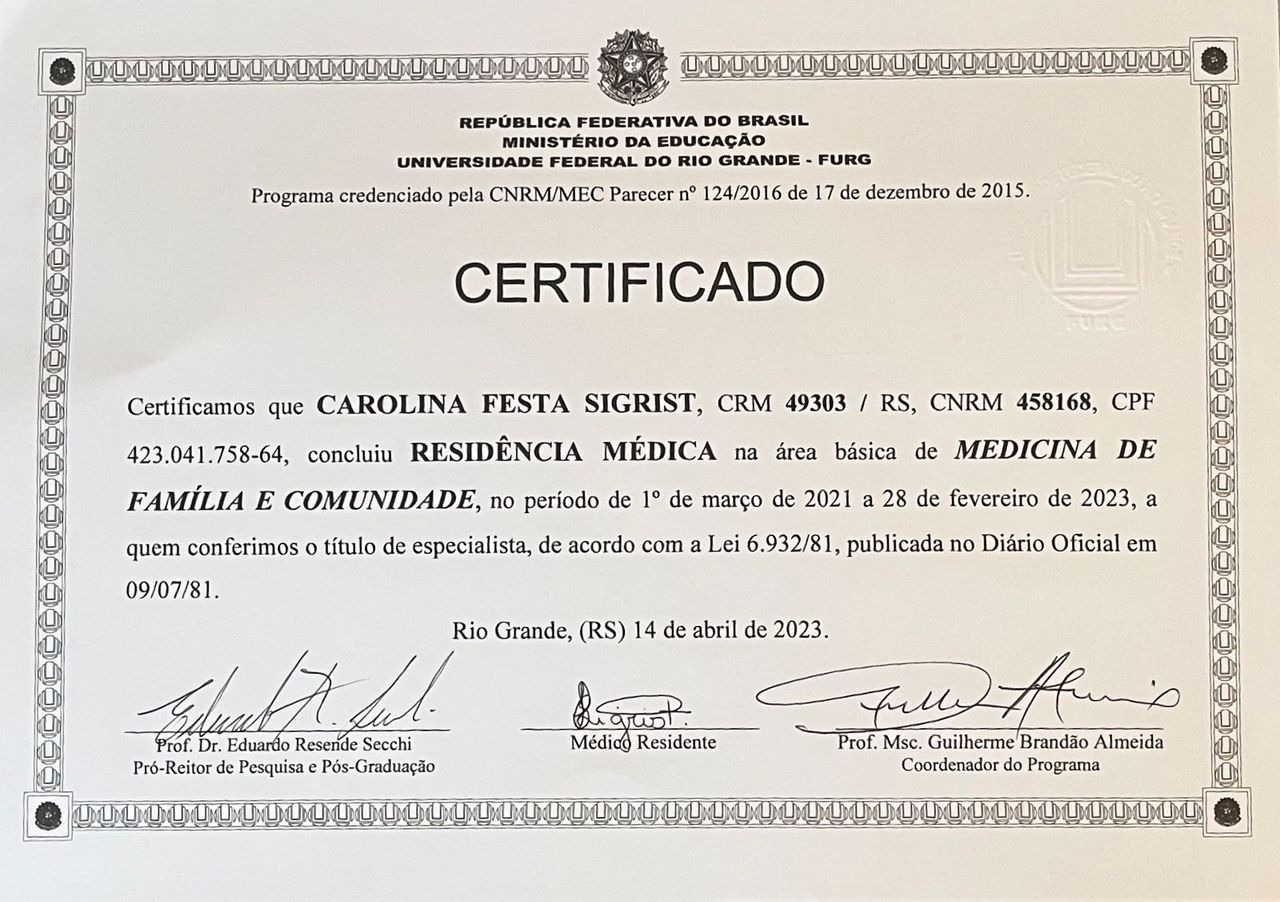 REPÚBLICA FEDERATIVA DO BRASIL
MINISTÉRIO DA EDUCAÇÃO
UNIVERSIDADE FEDERAL DO RIO GRANDE - FURG
Programa credenciado pela CNRM/MEC Parecer nº 124/2016 de 17 de dezembro de 2015.
FURG
CERTIFICADO
Certificamos que CAROLINA FESTA SIGRIST, CRM 49303 / RS, CNRM 458168, CPF
423.041.758-64, concluiu RESIDÊNCIA MÉDICA na área básica de MEDICINA DE
FAMÍLIA E COMUNIDADE, no período de 1º de março de 2021 a 28 de fevereiro de 2023, a
quem conferimos o título de especialista, de acordo com a Lei 6.932/81, publicada no Diário Oficial em
09/07/81.
Rio Grande, (RS) 14 de abril de 2023.
Prof. Dr. Eduardo Resende Secchi
Pró-Reitor de Pesquisa e Pós-Graduação
Médico Residente
Prof. Msc. Guilherme Brandão Almeida
Coordenador do Programa